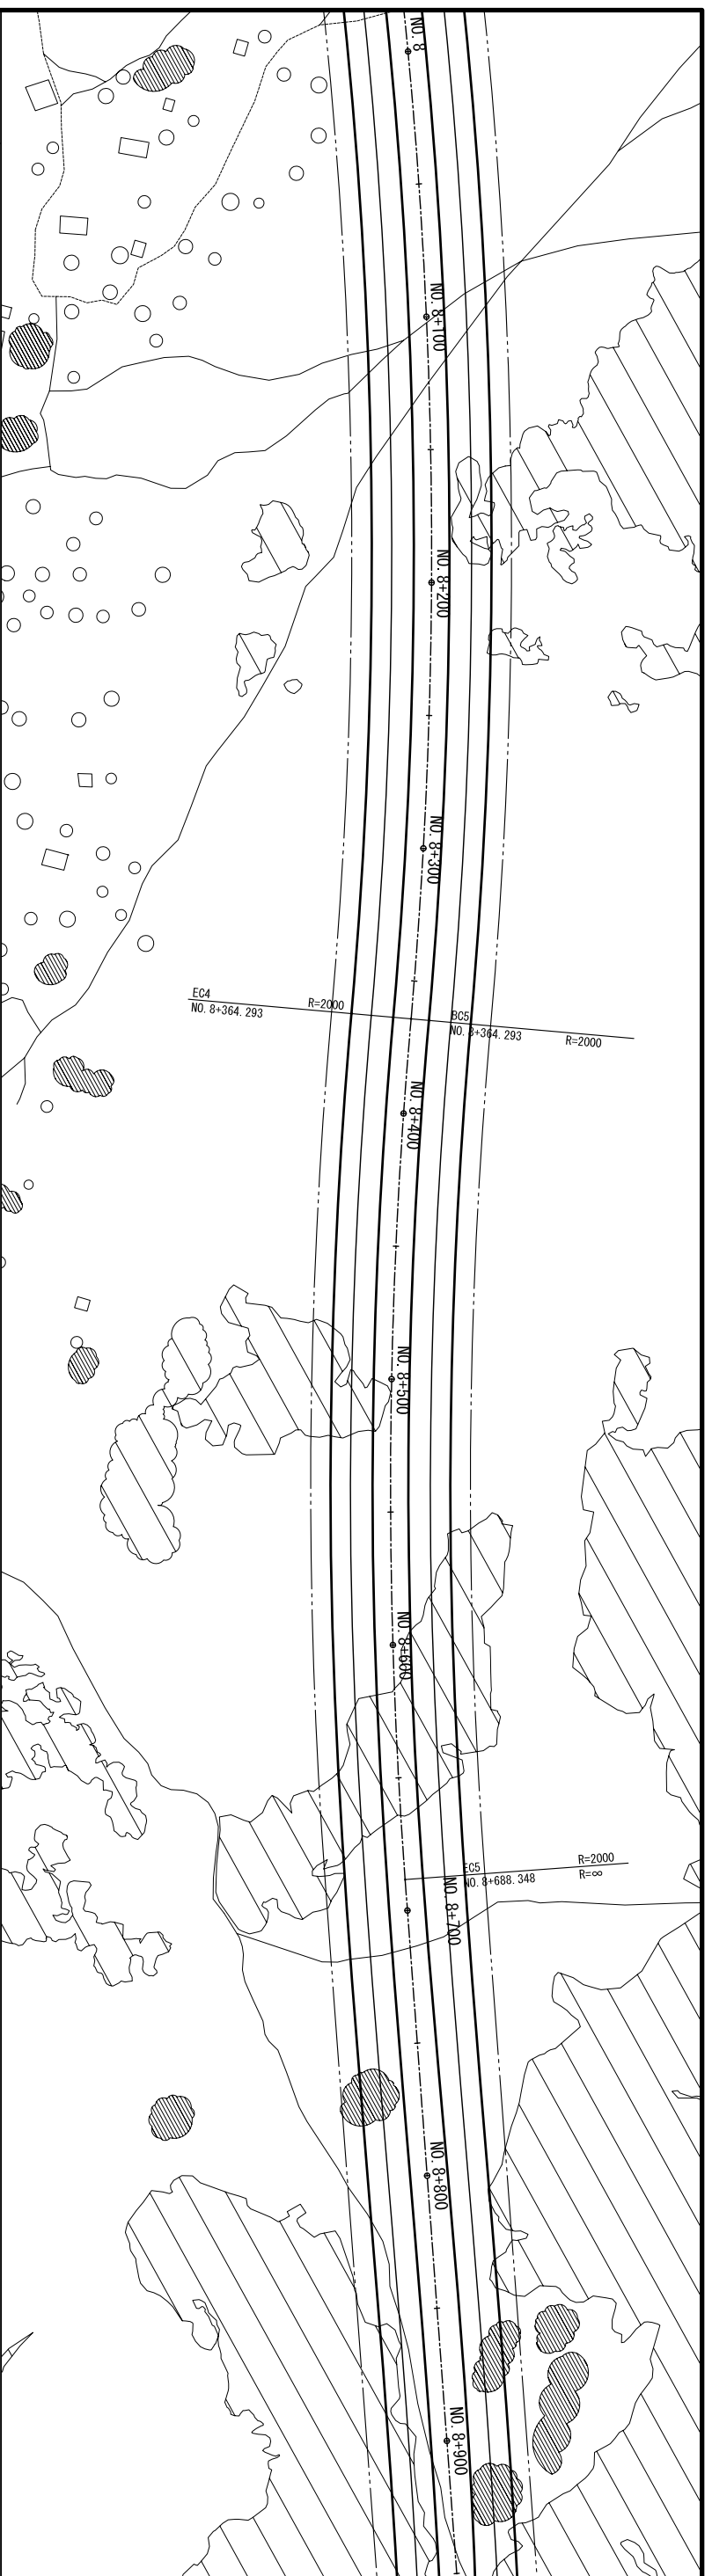 NO. 8
NO. 8+100
NO. 8+200
NO. 8+300
EC4
NO. 8+364. 293
R=2000
BC5
NO. 8+364. 293
R=2000
NO. 8+400
NO. 8+500
NO. 8+600
EC5
NO. 8+688. 348
R=2000
R=∞
NO. 8+700
NO. 8+800
NO. 8+900